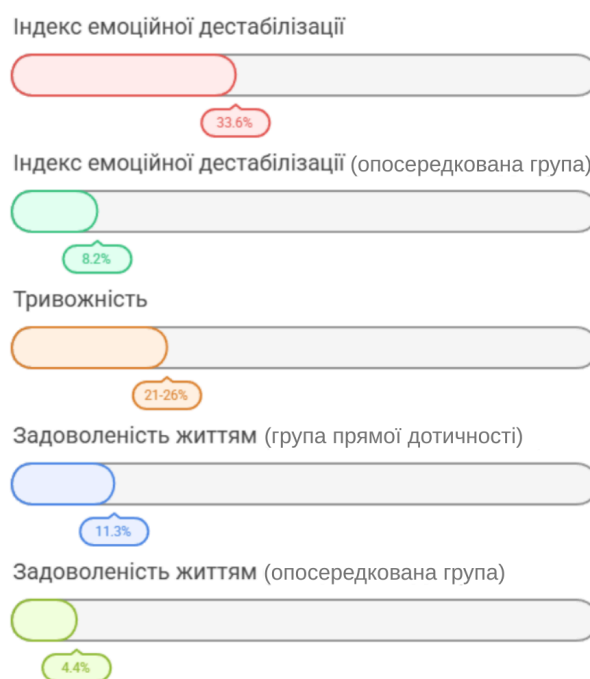 Індекс емоційної дестабілізації
33.6%
Індекс емоційної дестабілізації (опосередкована група)
8.2%
Тривожність
21-26%
Задоволеність життям (група прямої дотичності)
11.3%
Задоволеність життям (опосередкована група)
4.4%